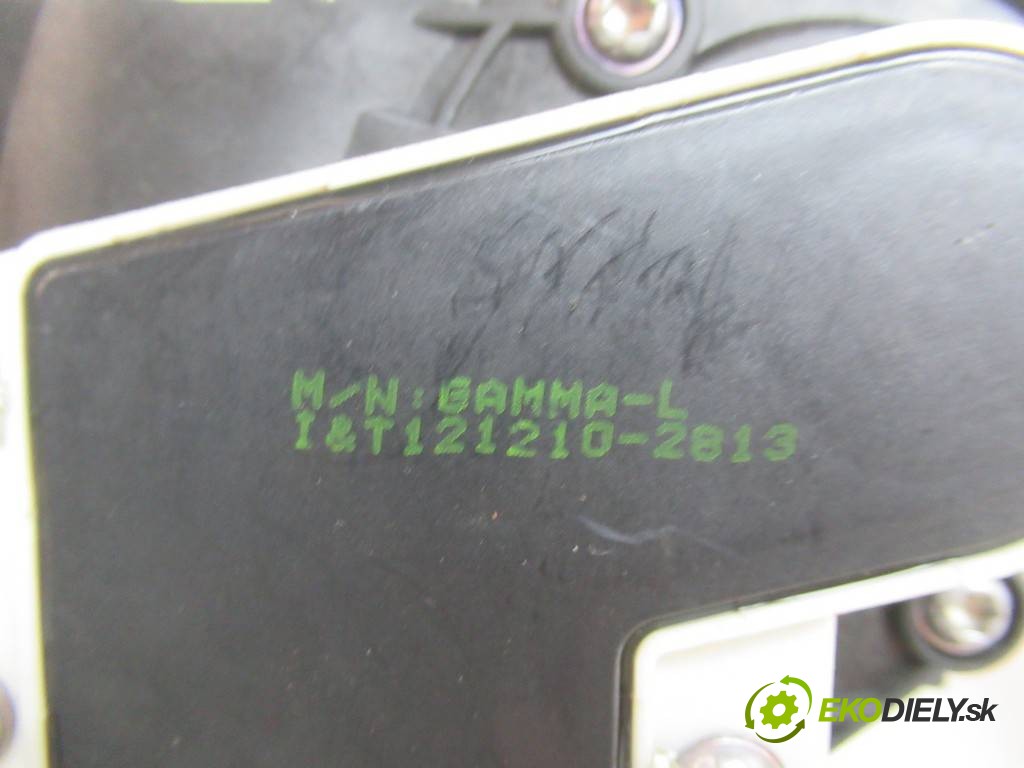 M/N:GAMMA-L
I&T121210-2813
EKODIELY.sk